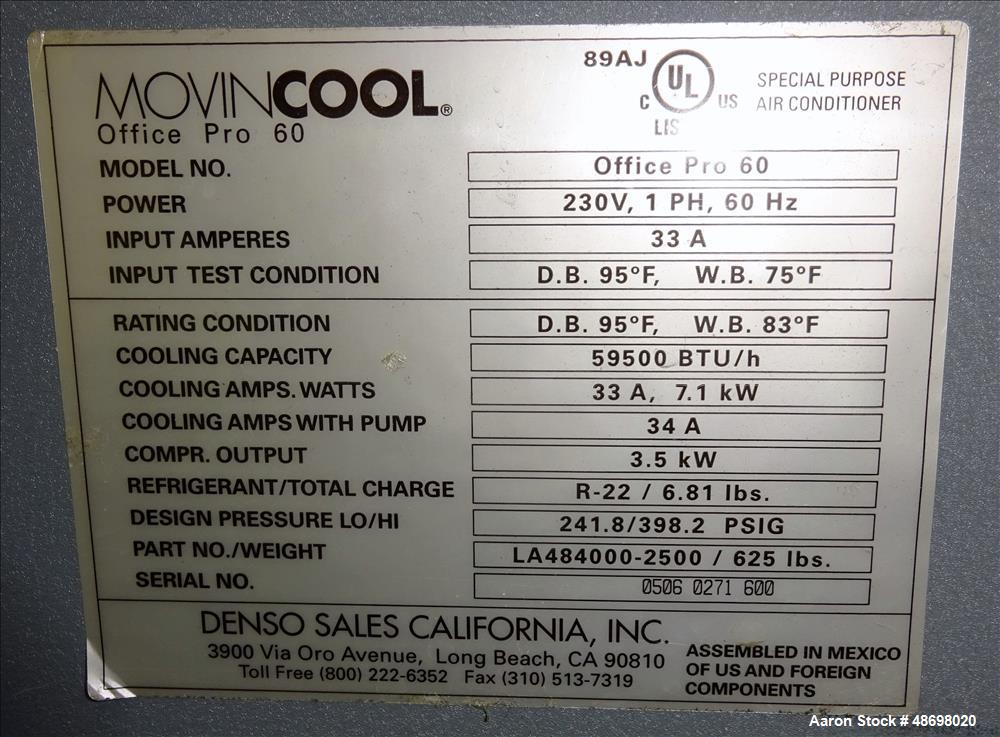 89AJ
MOVINCOOL®
C UL US
LIS
SPECIAL PURPOSE
AIR CONDITIONER
Office Pro 60
MODEL NO. Office Pro 60
POWER 230V, 1 PH, 60 Hz
INPUT AMPERES 33 A
INPUT TEST CONDITION D.B. 95°F, W.B. 75°F
RATING CONDITION D.B. 95°F, W.B. 83°F
COOLING CAPACITY 59500 BTU/h
COOLING AMPS. WATTS 33 A, 7.1 kW
COOLING AMPS WITH PUMP 34 A
COMPR. OUTPUT 3.5 kW
REFRIGERANT/TOTAL CHARGE R-22 / 6.81 lbs.
DESIGN PRESSURE LO/HI 241.8/398.2 PSIG
PART NO./WEIGHT LA484000-2500 / 625 lbs.
SERIAL NO. 0506 0271 600
DENSO SALES CALIFORNIA, INC.
3900 Via Oro Avenue, Long Beach, CA 90810
Toll Free (800) 222-6352 Fax (310) 513-7319
ASSEMBLED IN MEXICO
OF US AND FOREIGN
COMPONENTS
Aaron Stock # 48698020